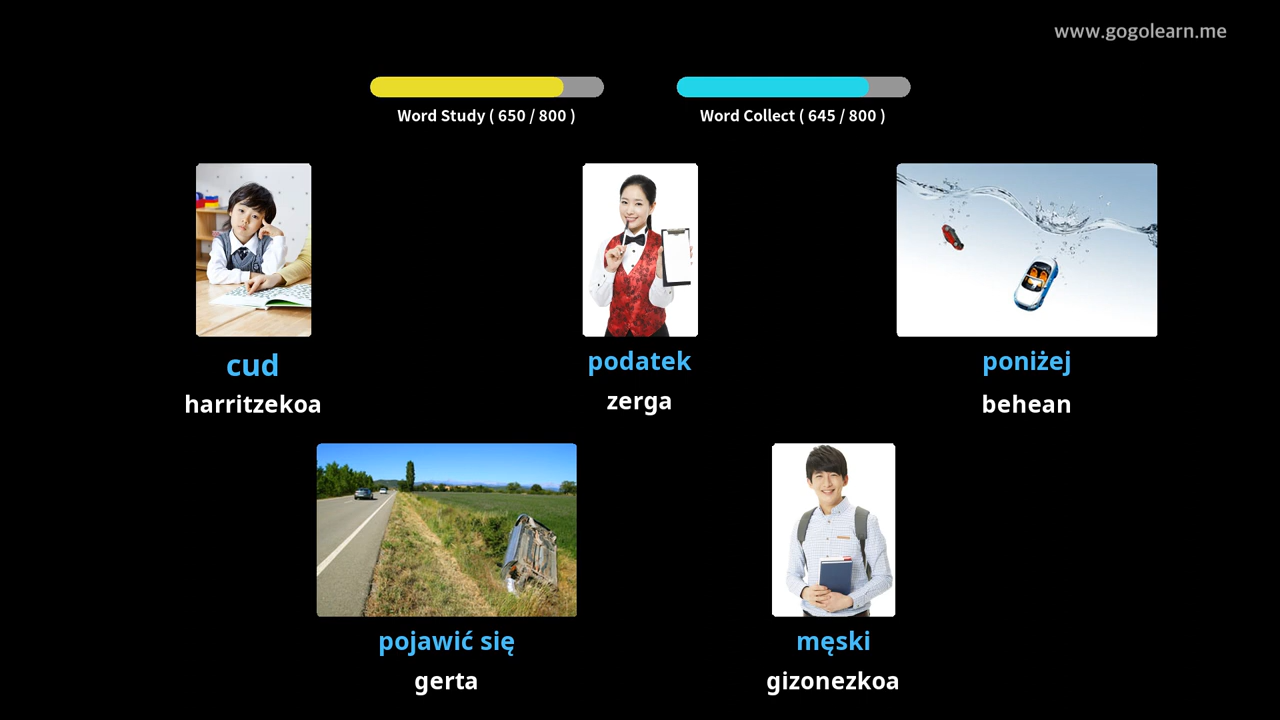 www.gogolearn.me
Word Study ( 650 / 800 )
Word Collect ( 645 / 800 )
cud
harritzekoa
podatek
zerga
poniżej
behean
pojawić się
gerta
męski
gizonezkoa